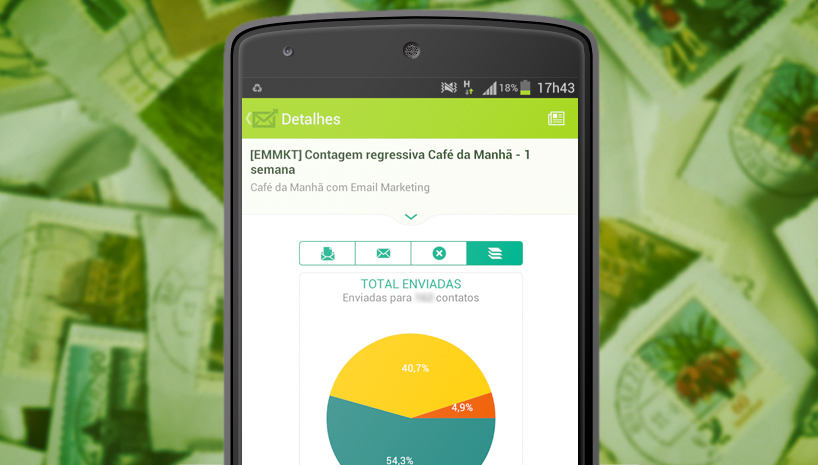 H
18%
17h43
Detalhes
[EMMKT] Contagem regressiva Café da Manhã - 1
semana
Café da Manhã com Email Marketing
TOTAL ENVIADAS
Enviadas para contatos
40,7%
4,9%
54,3%